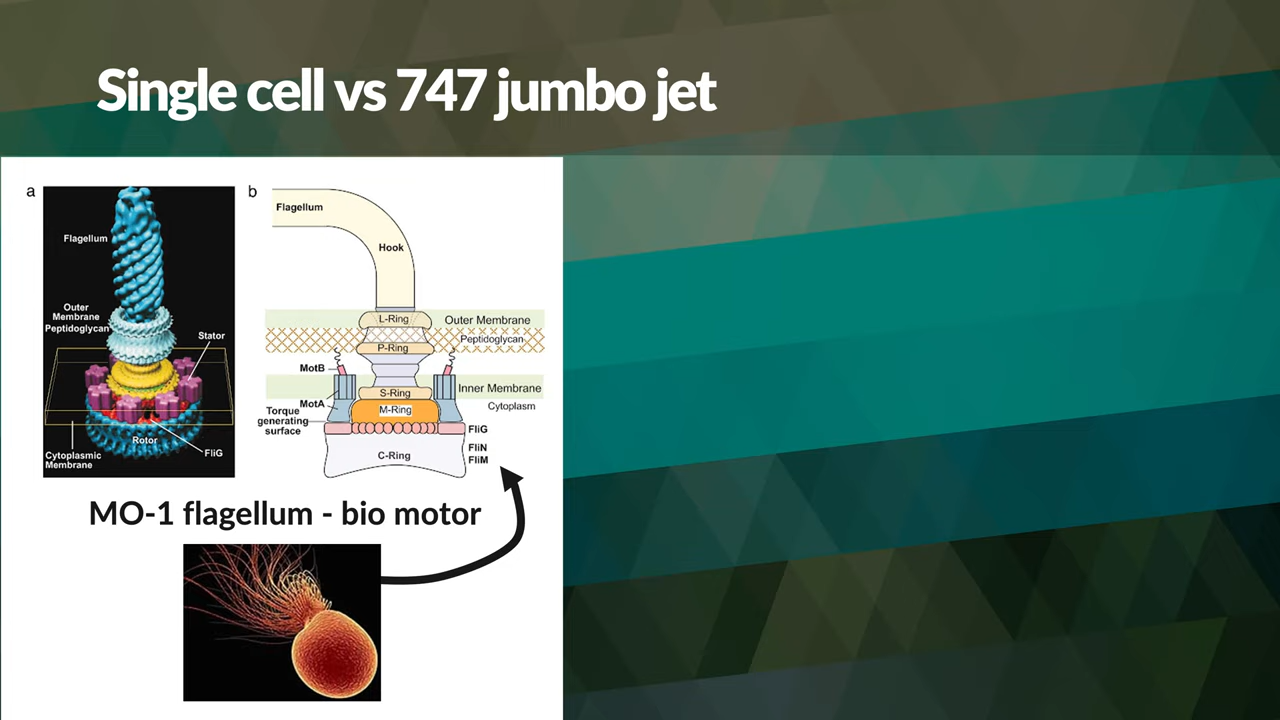 Single cell vs 747 jumbo jet
a
Flagellum
Outer
Membrane
Peptidoglycan
Stator
Rotor
FliG
Cytoplasmic
Membrane
b
Flagellum
Hook
L-Ring
Outer Membrane
Peptidoglycan
P-Ring
MotB
Inner Membrane
S-Ring
MotA
Cytoplasm
M-Ring
Torque
generating
surface
FliG
C-Ring
FliN
FliM
MO-1 flagellum - bio motor